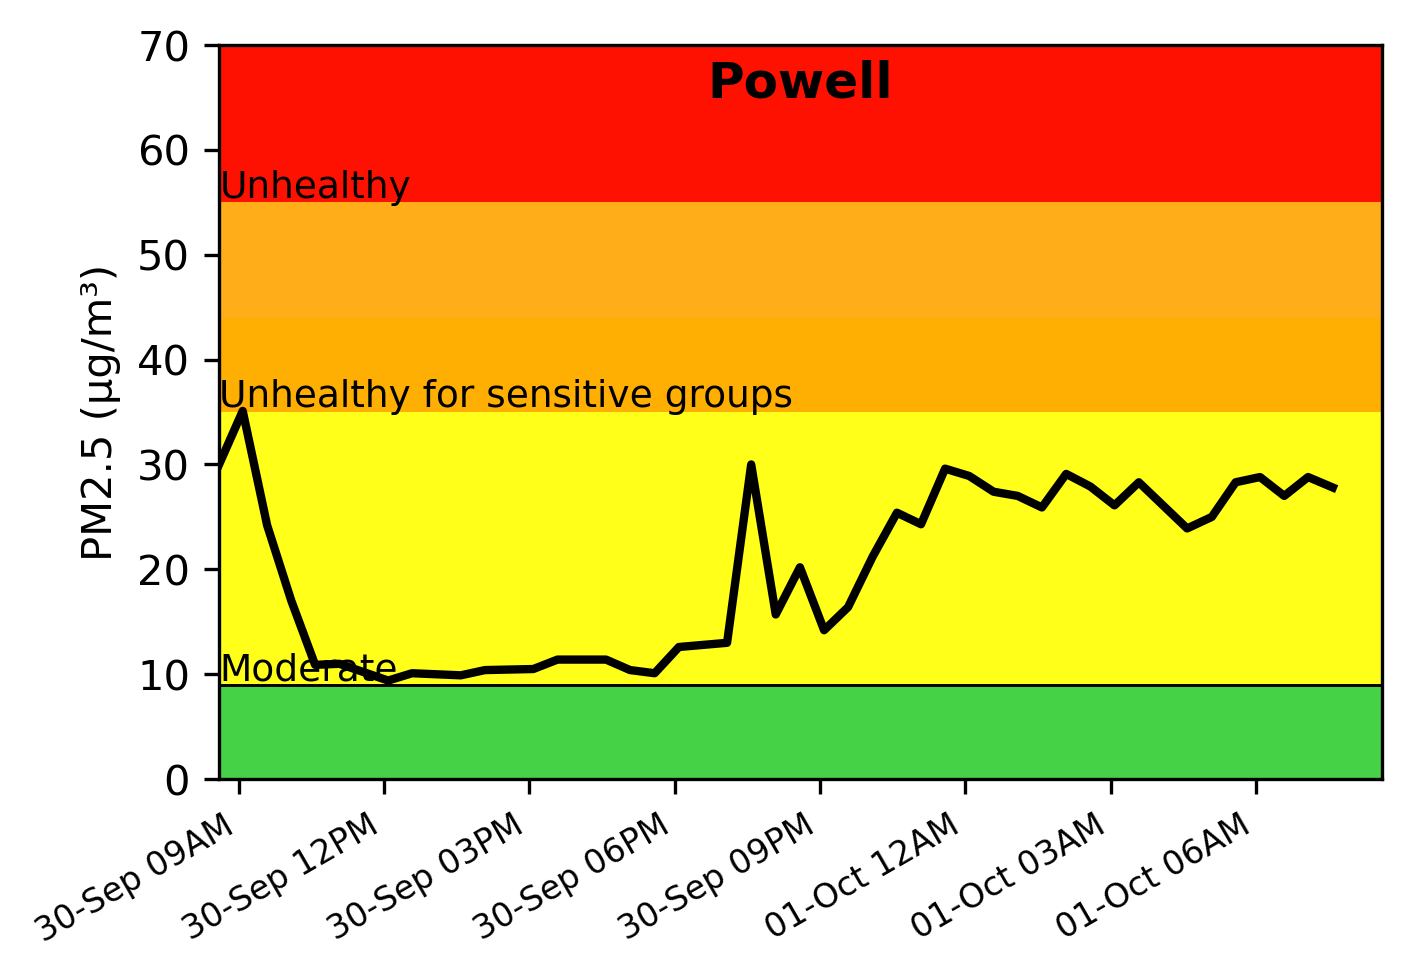 Powell
PM2.5 (µg/m³)
70
60
50
40
30
20
10
0
Unhealthy
Unhealthy for sensitive groups
Moderate
30-Sep 09AM
30-Sep 12PM
30-Sep 03PM
30-Sep 06PM
30-Sep 09PM
01-Oct 12AM
01-Oct 03AM
01-Oct 06AM